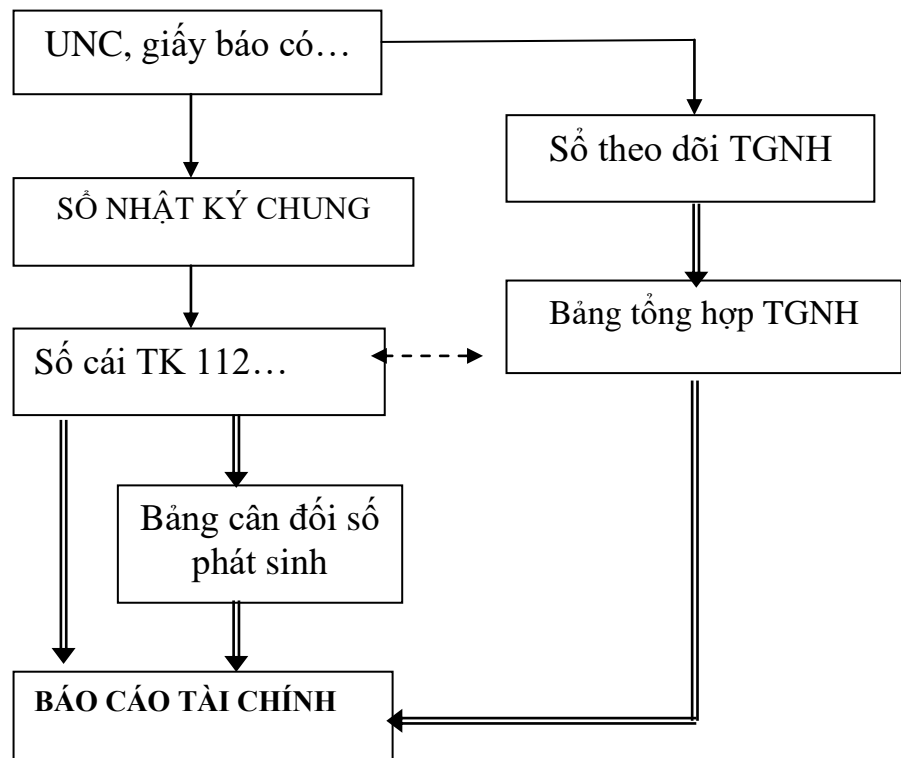 UNC, giấy báo có…
Sổ theo dõi TGNH
SỔ NHẬT KÝ CHUNG
Bảng tổng hợp TGNH
Số cái TK 112…
Bảng cân đối số
phát sinh
BÁO CÁO TÀI CHÍNH